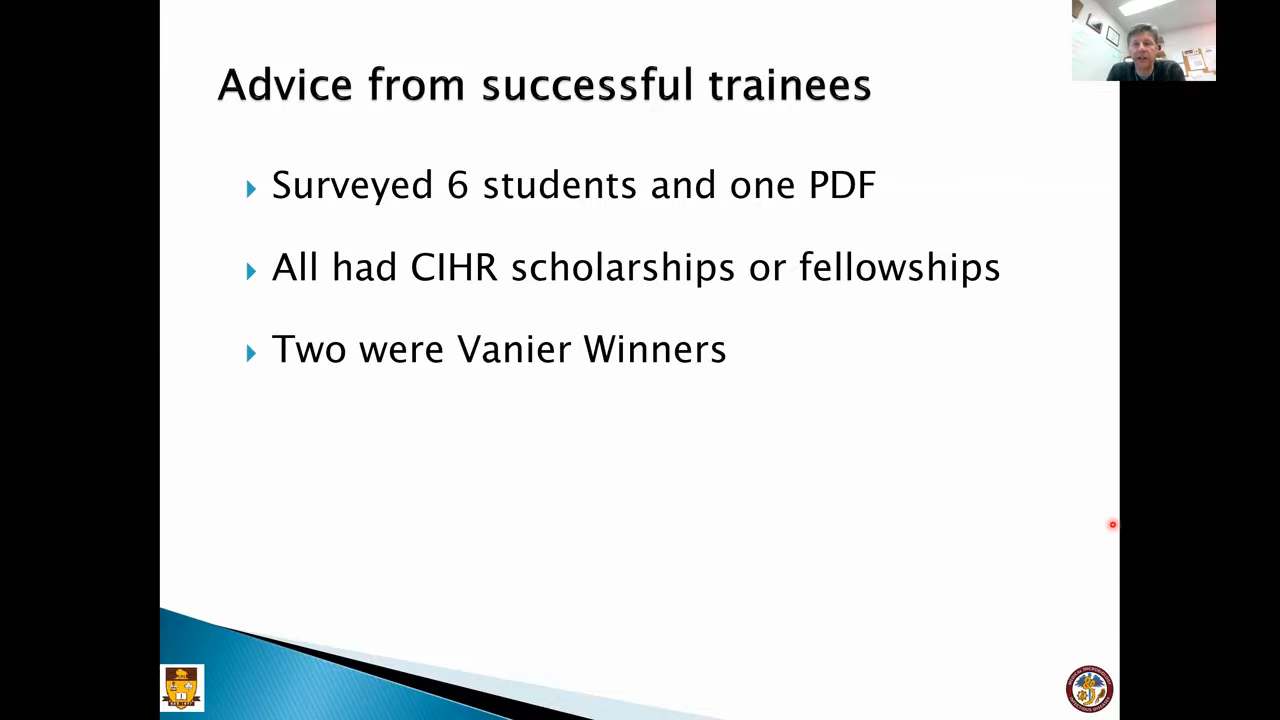 Advice from successful trainees
Surveyed 6 students and one PDF
All had CIHR scholarships or fellowships
Two were Vanier Winners